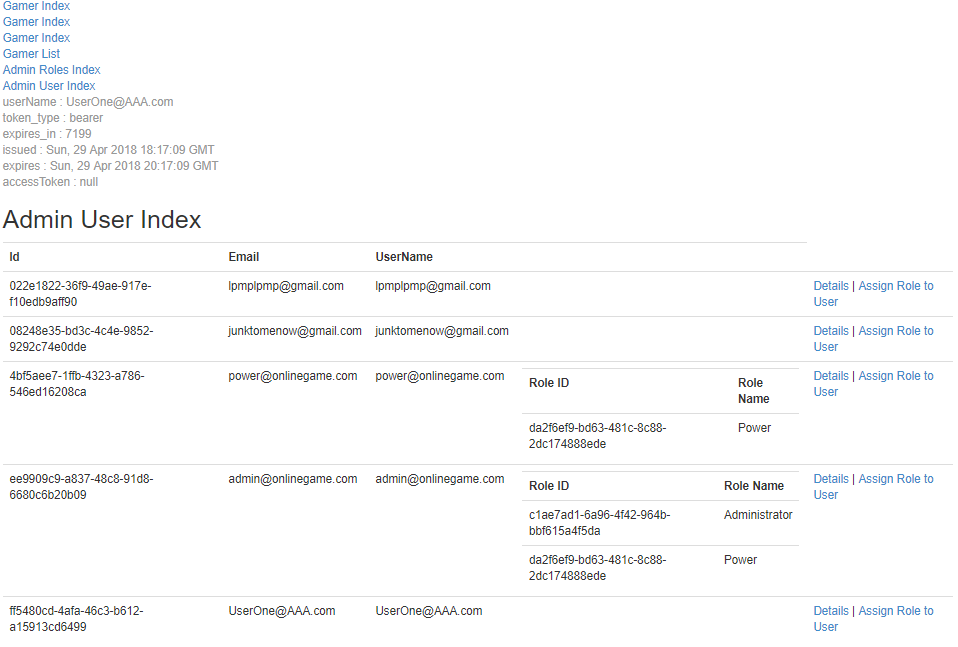 Gamer Index
Gamer Index
Gamer Index
Gamer List
Admin Roles Index
Admin User Index
userName : UserOne@AAA.com
token_type : bearer
expires_in : 7199
issued : Sun, 29 Apr 2018 18:17:09 GMT
expires : Sun, 29 Apr 2018 20:17:09 GMT
accessToken : null
Admin User Index
Id Email UserName
022e1822-36f9-49ae-917e- lpmplpmp@gmail.com lpmplpmp@gmail.com Details | Assign Role to
f10edb9aff90 User
08248e35-bd3c-4c4e-9852- junktomenow@gmail.com junktomenow@gmail.com Details | Assign Role to
9292c74e0dde User
4bf5aee7-1ffb-4323-a786- power@onlinegame.com power@onlinegame.com Role ID Role Details | Assign Role to
546ed16208ca Name User
da2f6ef9-bd63-481c-8c88- Power
2dc174888ede
ee9909c9-a837-48c8-91d8- admin@onlinegame.com admin@onlinegame.com Role ID Role Name Details | Assign Role to
6680c6b20b09 User
c1ae7ad1-6a96-4f42-964b- Administrator
bbf615a4f5da
da2f6ef9-bd63-481c-8c88- Power
2dc174888ede
ff5480cd-4afa-46c3-b612- UserOne@AAA.com UserOne@AAA.com Details | Assign Role to
a15913cd6499 User